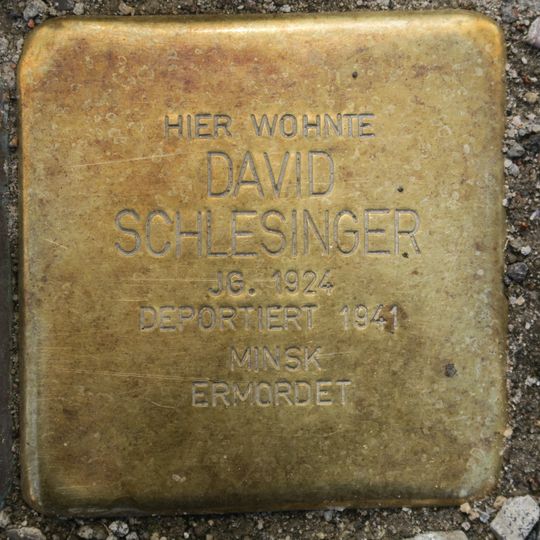 HIER WOHNTE
DAVID
SCHLESINGER
JG. 1924
DEPORTIERT 1941
MINSK
ERMORDET